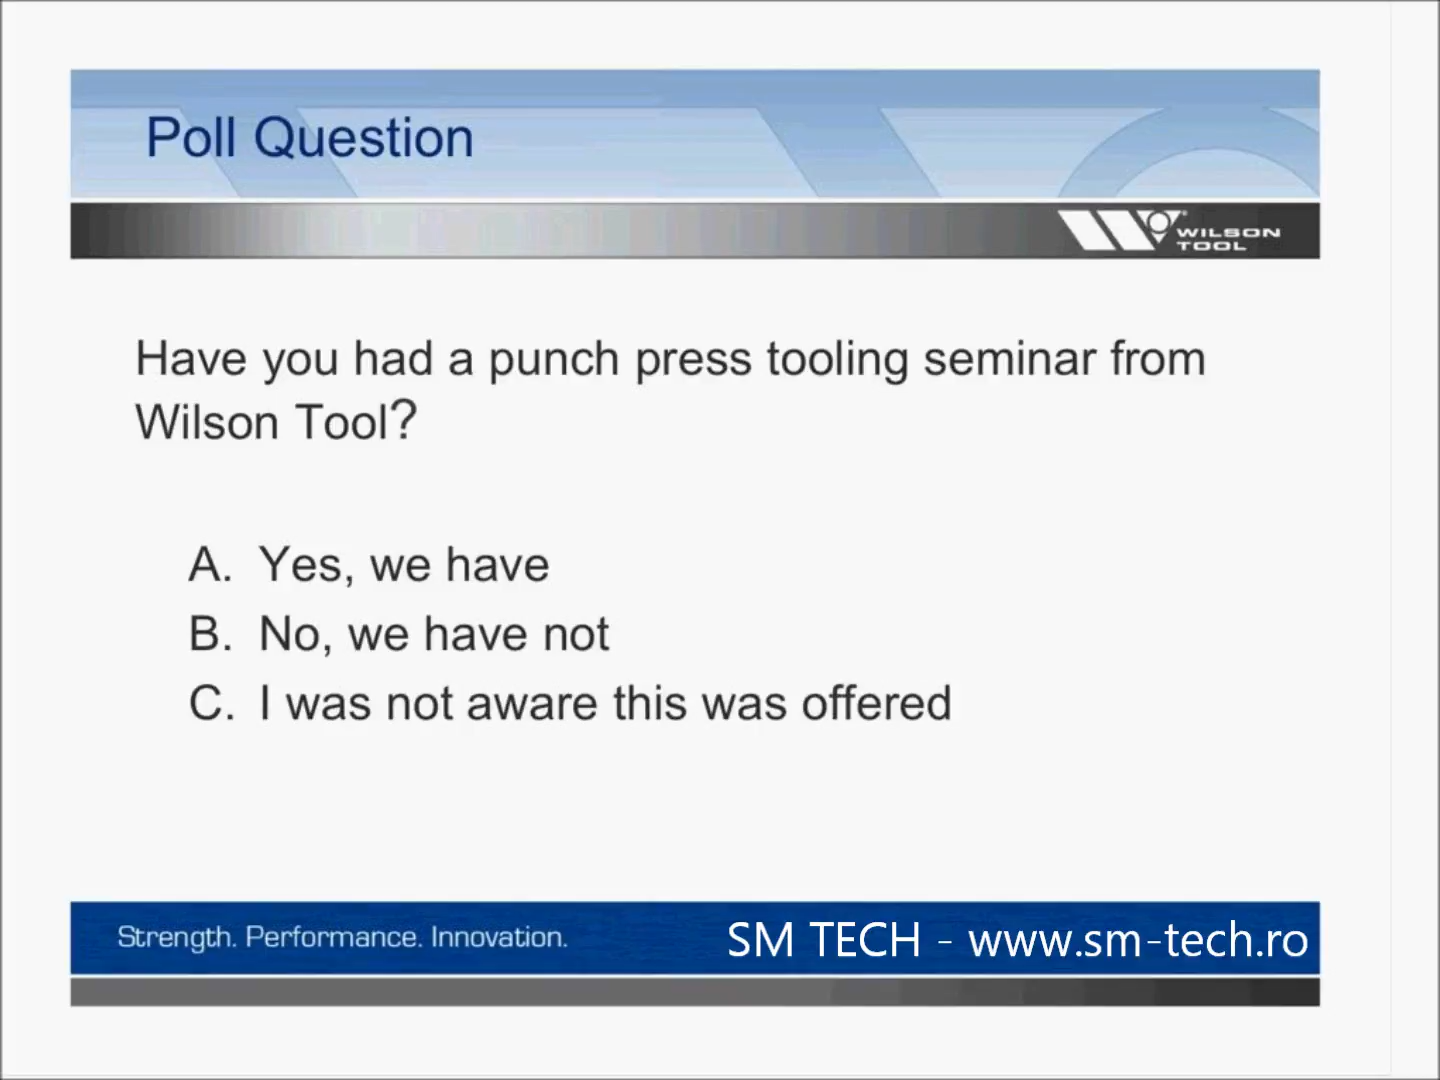 Poll Question
WILSON
TOOL
Have you had a punch press tooling seminar from
Wilson Tool?
A. Yes, we have
B. No, we have not
C. I was not aware this was offered
Strength. Performance. Innovation.
SM TECH - www.sm-tech.ro